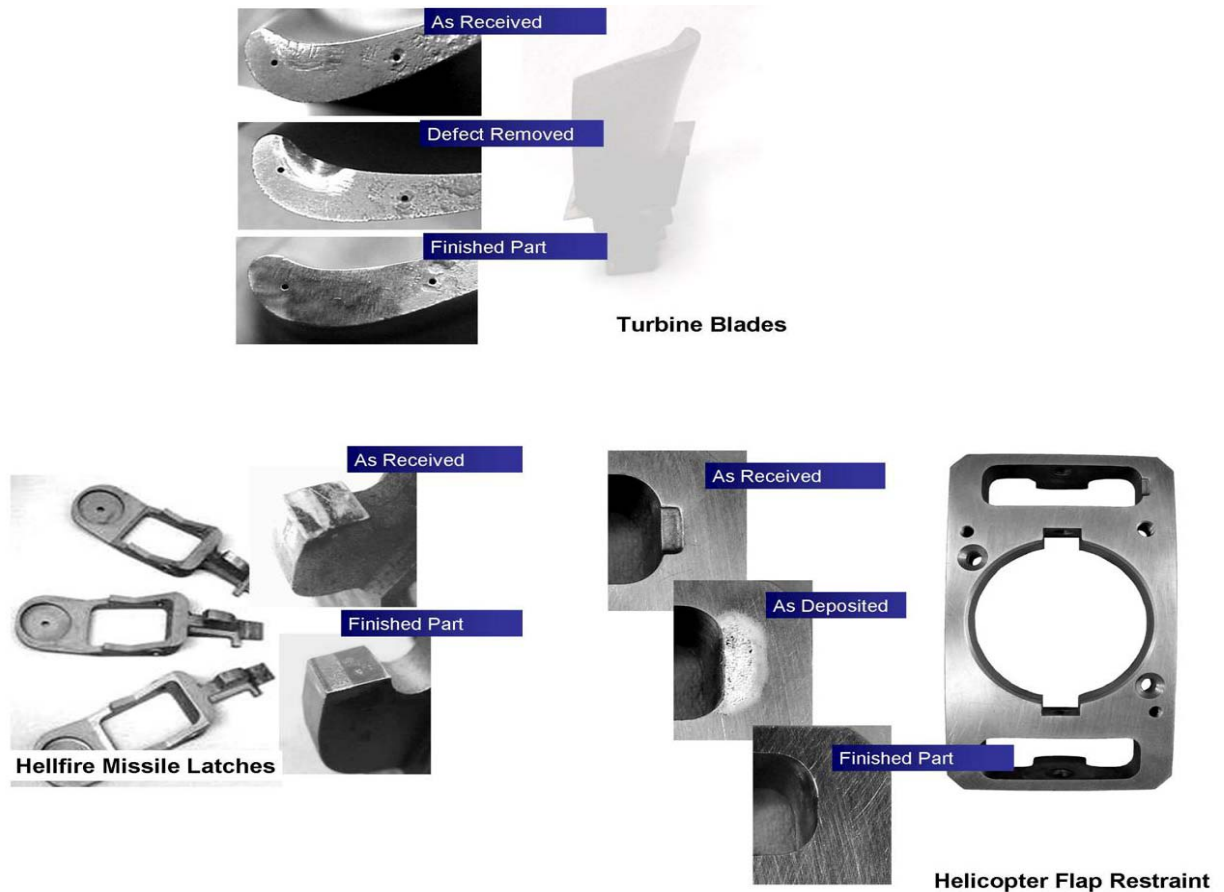 As Received
Defect Removed
Finished Part
Turbine Blades
As Received
Finished Part
Hellfire Missile Latches
As Received
As Deposited
Finished Part
Helicopter Flap Restraint